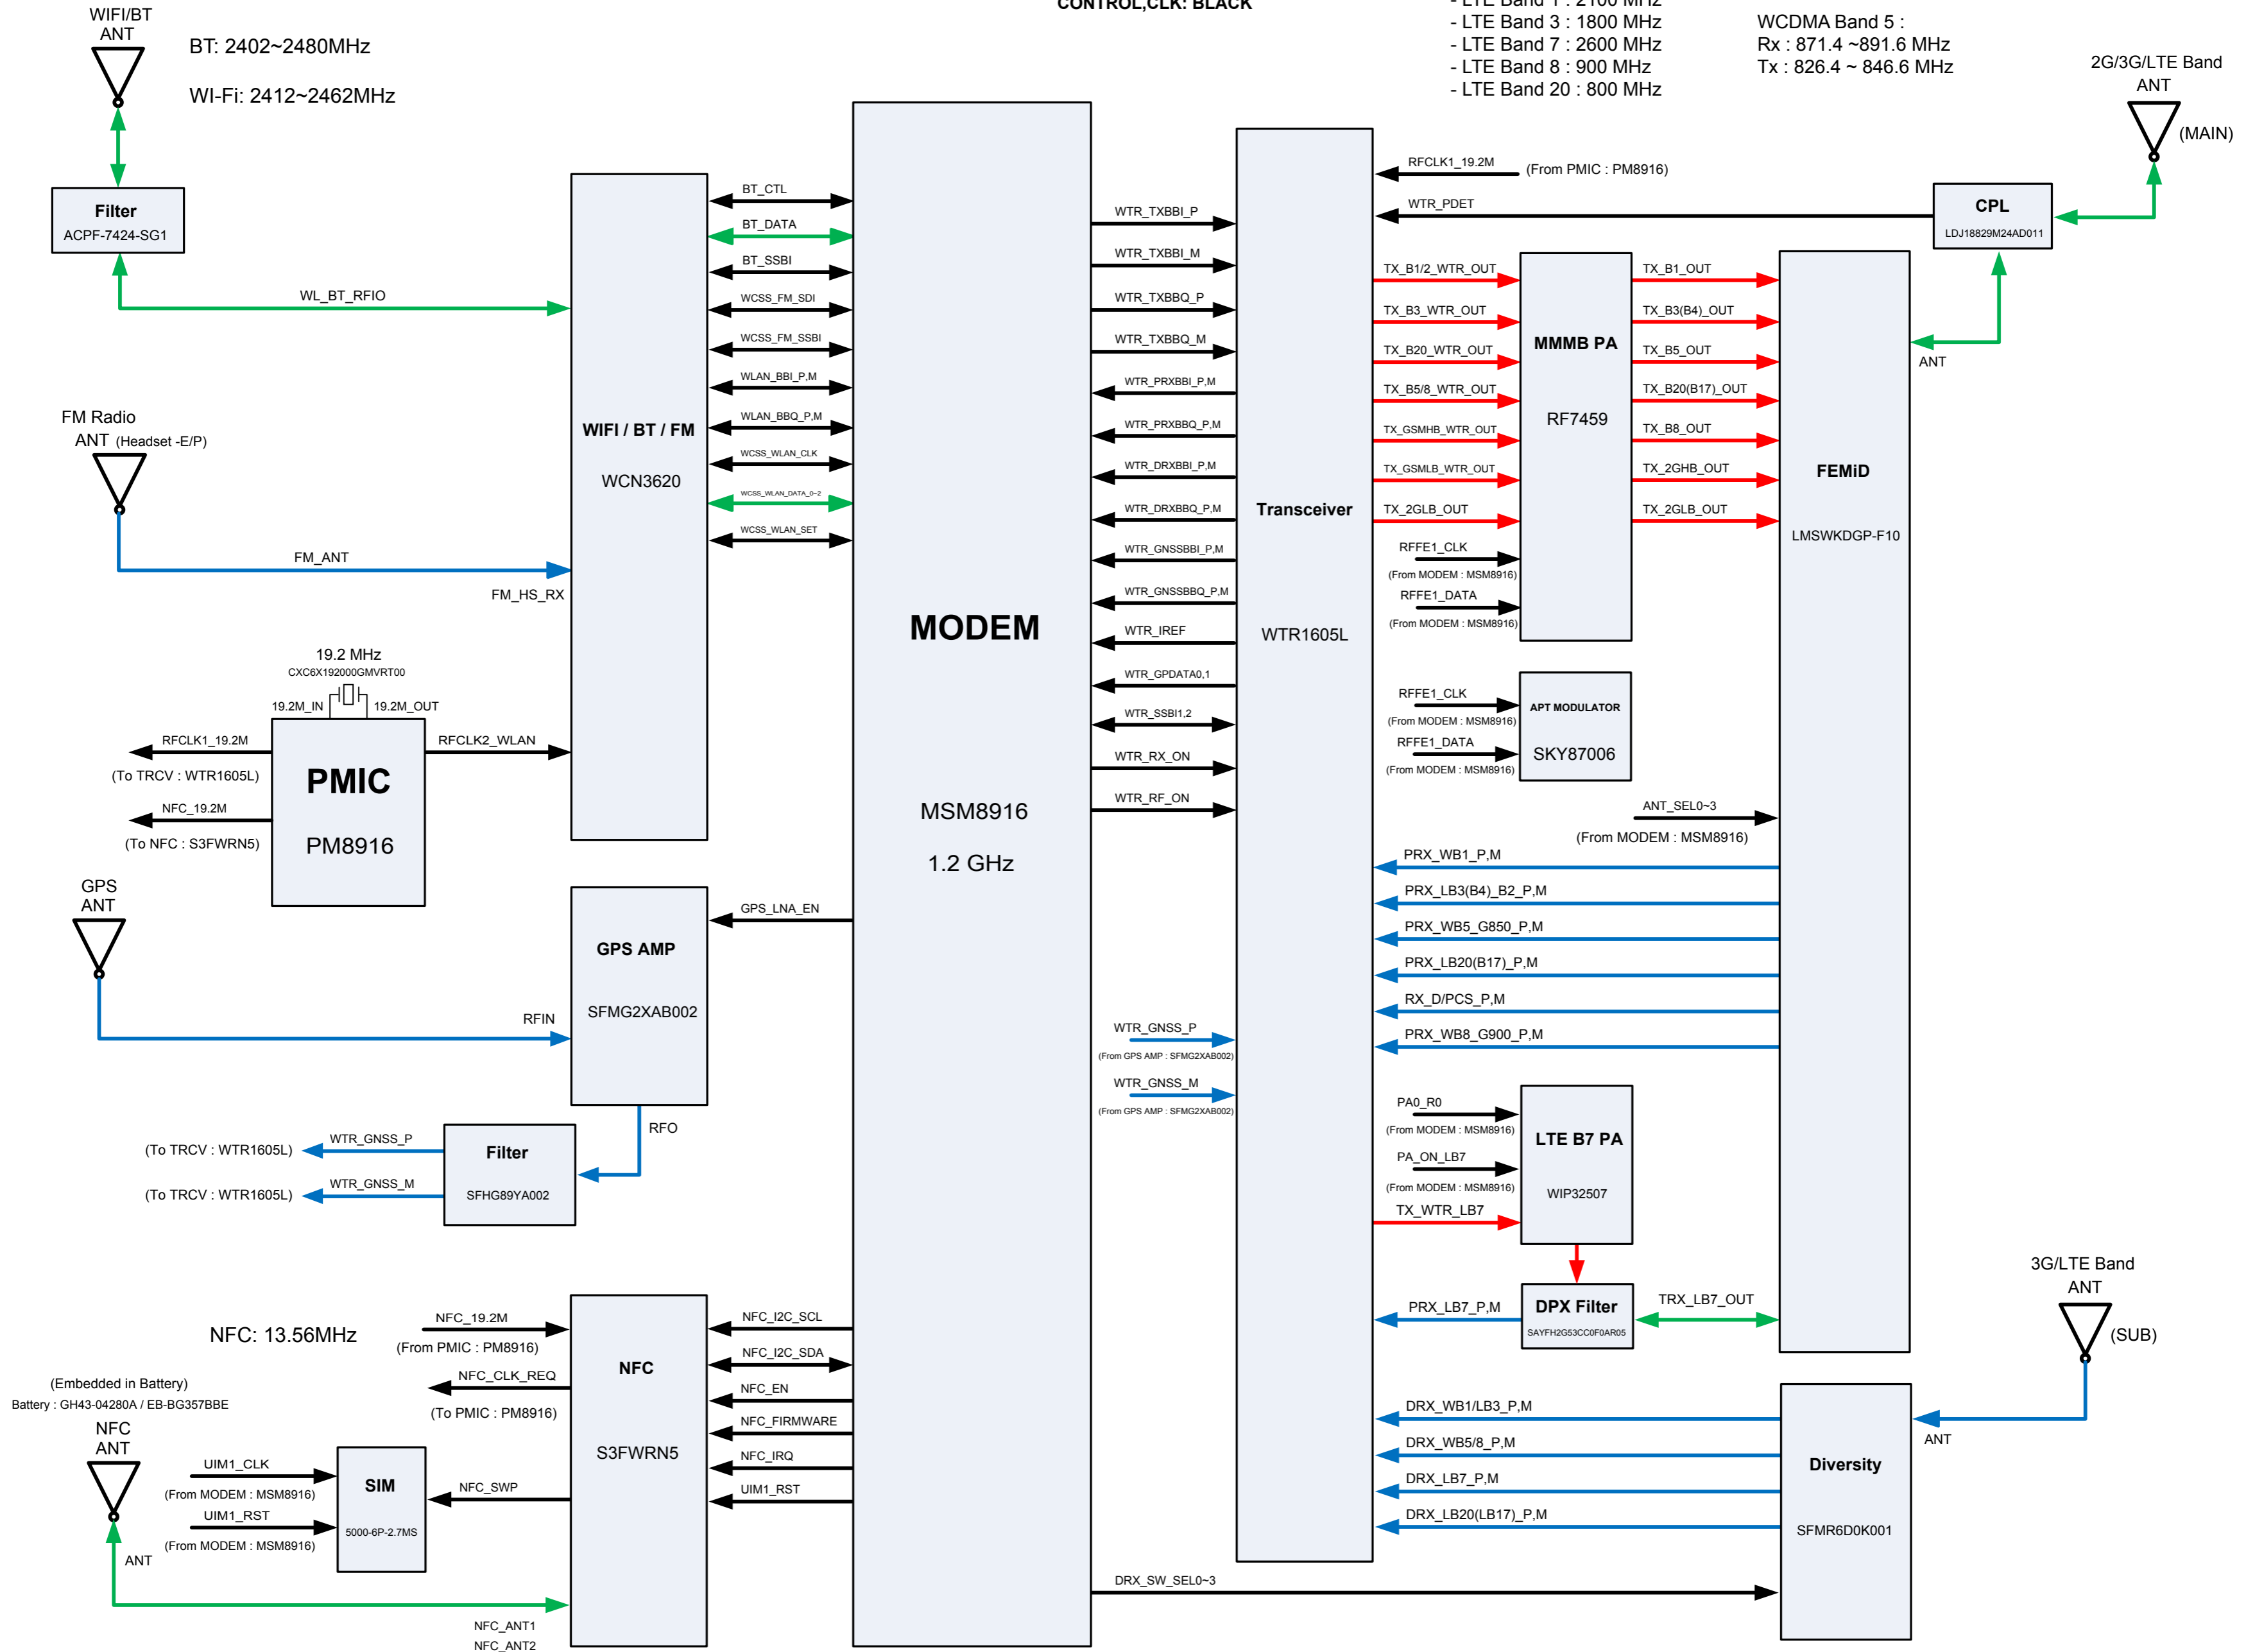 CONTROL,CLK: BLACK
- LTE Band 1 : 2100 MHz
- LTE Band 3 : 1800 MHz
- LTE Band 7 : 2600 MHz
- LTE Band 8 : 900 MHz
- LTE Band 20 : 800 MHz
WCDMA Band 5 :
Rx : 871.4 ~891.6 MHz
Tx : 826.4 ~ 846.6 MHz
WIFI/BT
ANT
BT: 2402~2480MHz
WI-Fi: 2412~2462MHz
Filter
ACPF-7424-SG1
WL_BT_RFIO
FM Radio
ANT (Headset -E/P)
FM_ANT
FM_HS_RX
WIFI / BT / FM
WCN3620
BT_CTL
BT_DATA
BT_SSBI
WCSS_FM_SDI
WCSS_FM_SSBI
WLAN_BBI_P,M
WLAN_BBQ_P,M
WCSS_WLAN_CLK
WCSS_WLAN_DATA_0~2
WCSS_WLAN_SET
19.2 MHz
CXC6X192000GMVRT00
19.2M_IN
19.2M_OUT
RFCLK1_19.2M
(To TRCV : WTR1605L)
NFC_19.2M
(To NFC : S3FWRN5)
PMIC
PM8916
RFCLK2_WLAN
GPS
ANT
RFIN
GPS AMP
SFMG2XAB002
GPS_LNA_EN
RFO
Filter
SFHG89YA002
(To TRCV : WTR1605L)
WTR_GNSS_P
(To TRCV : WTR1605L)
WTR_GNSS_M
NFC: 13.56MHz
(Embedded in Battery)
Battery : GH43-04280A / EB-BG357BBE
NFC
ANT
ANT
NFC_ANT1
NFC_ANT2
UIM1_CLK
(From MODEM : MSM8916)
UIM1_RST
(From MODEM : MSM8916)
SIM
5000-6P-2.7MS
NFC_19.2M
(From PMIC : PM8916)
NFC_CLK_REQ
(To PMIC : PM8916)
NFC_SWP
NFC
S3FWRN5
NFC_I2C_SCL
NFC_I2C_SDA
NFC_EN
NFC_FIRMWARE
NFC_IRQ
UIM1_RST
MODEM
MSM8916
1.2 GHz
WTR_TXBBI_P
WTR_TXBBI_M
WTR_TXBBQ_P
WTR_TXBBQ_M
WTR_PRXBBI_P,M
WTR_PRXBBQ_P,M
WTR_DRXBBI_P,M
WTR_DRXBBQ_P,M
WTR_GNSSBBI_P,M
WTR_GNSSBBQ_P,M
WTR_IREF
WTR_GPDATA0,1
WTR_SSBI1,2
WTR_RX_ON
WTR_RF_ON
WTR_GNSS_P
(From GPS AMP : SFMG2XAB002)
WTR_GNSS_M
(From GPS AMP : SFMG2XAB002)
DRX_SW_SEL0~3
Transceiver
WTR1605L
RFCLK1_19.2M
(From PMIC : PM8916)
WTR_PDET
TX_B1/2_WTR_OUT
TX_B3_WTR_OUT
TX_B20_WTR_OUT
TX_B5/8_WTR_OUT
TX_GSMHB_WTR_OUT
TX_GSMLB_WTR_OUT
TX_2GLB_OUT
RFFE1_CLK
(From MODEM : MSM8916)
RFFE1_DATA
(From MODEM : MSM8916)
MMMB PA
RF7459
TX_B1_OUT
TX_B3(B4)_OUT
TX_B5_OUT
TX_B20(B17)_OUT
TX_B8_OUT
TX_2GHB_OUT
TX_2GLB_OUT
RFFE1_CLK
(From MODEM : MSM8916)
RFFE1_DATA
(From MODEM : MSM8916)
APT MODULATOR
SKY87006
ANT_SEL0~3
(From MODEM : MSM8916)
PRX_WB1_P,M
PRX_LB3(B4)_B2_P,M
PRX_WB5_G850_P,M
PRX_LB20(B17)_P,M
RX_D/PCS_P,M
PRX_WB8_G900_P,M
PA0_R0
(From MODEM : MSM8916)
PA_ON_LB7
(From MODEM : MSM8916)
TX_WTR_LB7
LTE B7 PA
WIP32507
PRX_LB7_P,M
DPX Filter
SAYFH2G53CC0F0AR05
TRX_LB7_OUT
DRX_WB1/LB3_P,M
DRX_WB5/8_P,M
DRX_LB7_P,M
DRX_LB20(LB17)_P,M
FEMiD
LMSWKDGP-F10
2G/3G/LTE Band
ANT
(MAIN)
CPL
LDJ18829M24AD011
ANT
3G/LTE Band
ANT
(SUB)
ANT
Diversity
SFMR6D0K001